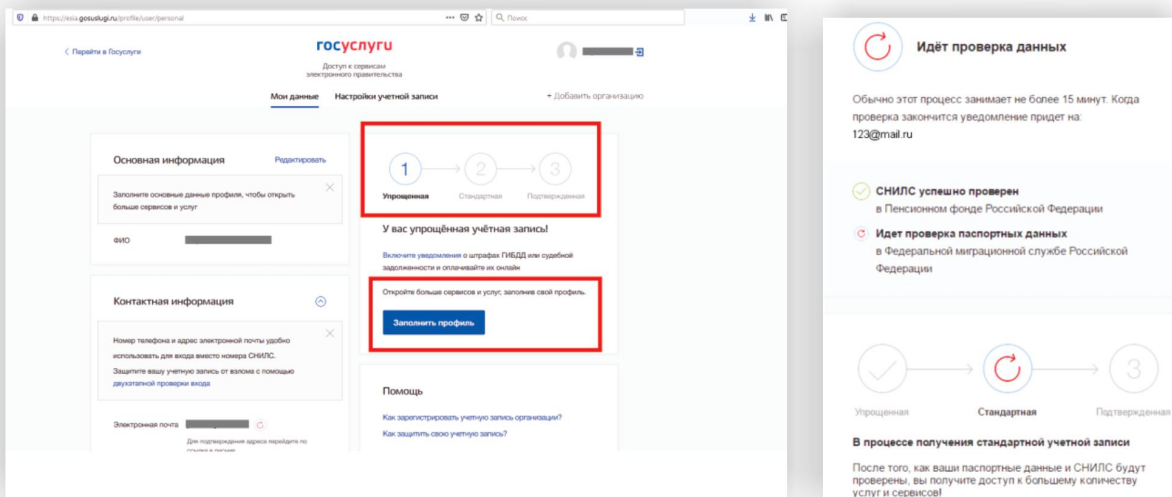 https://esia.gosuslugi.ru/profile/user/personal
Поиск
Перейти в Госуслуги
госуслуги
Доступ к сервисам
электронного правительства
Мои данные Настройки учетной записи + Добавить организацию
Основная информация Редактировать
Заполните основные данные профиля, чтобы открыть
больше сервисов и услуг
ФИО
Контактная информация
Номер телефона и адрес электронной почты удобно
использовать для входа вместо номера СНИЛС.
Защитите вашу учетную запись от взлома с помощью
двухэтапной проверки входа
Электронная почта
Для подтверждения адреса перейдите по
ссылке в письме
1 2 3
Упрощенная Стандартная Подтвержденная
У вас упрощённая учётная запись!
Включите уведомления о штрафах ГИБДД или судебной
задолженности и оплачивайте их онлайн
Откройте больше сервисов и услуг, заполнив свой профиль.
Заполнить профиль
Помощь
Как зарегистрировать учетную запись организации?
Как защитить свою учетную запись?
Идёт проверка данных
Обычно этот процесс занимает не более 15 минут. Когда
проверка закончится уведомление придет на:
123@mail.ru
СНИЛС успешно проверен
в Пенсионном фонде Российской Федерации
Идет проверка паспортных данных
в Федеральной миграционной службе Российской
Федерации
3
Упрощенная Стандартная Подтвержденная
В процессе получения стандартной учетной записи
После того, как ваши паспортные данные и СНИЛС будут
проверены, вы получите доступ к большему количеству
услуг и сервисов!